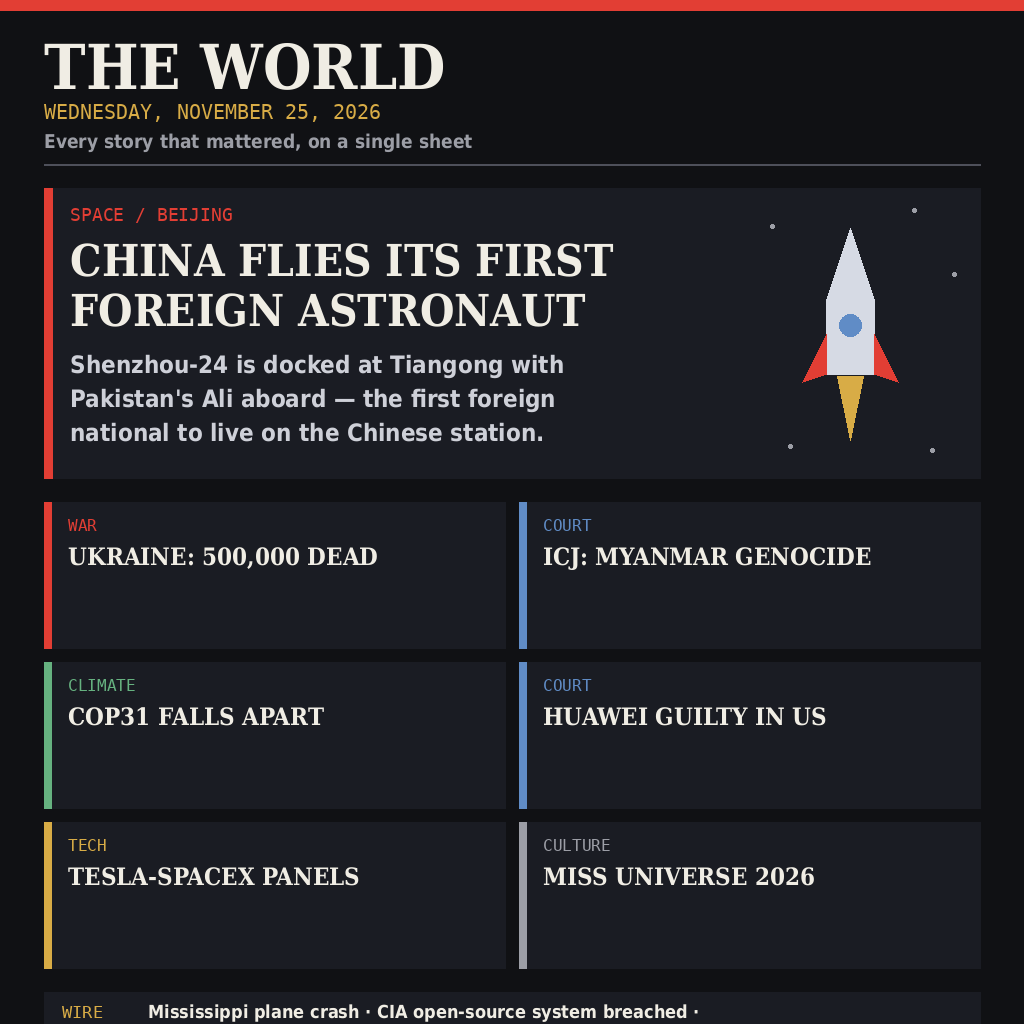 THE WORLD
WEDNESDAY, NOVEMBER 25, 2026
Every story that mattered, on a single sheet
SPACE / BEIJING
CHINA FLIES ITS FIRST
FOREIGN ASTRONAUT
Shenzhou-24 is docked at Tiangong with
Pakistan's Ali aboard — the first foreign
national to live on the Chinese station.
WAR
UKRAINE: 500,000 DEAD
COURT
ICJ: MYANMAR GENOCIDE
CLIMATE
COP31 FALLS APART
COURT
HUAWEI GUILTY IN US
TECH
TESLA-SPACEX PANELS
CULTURE
MISS UNIVERSE 2026
WIRE Mississippi plane crash · CIA open-source system breached ·